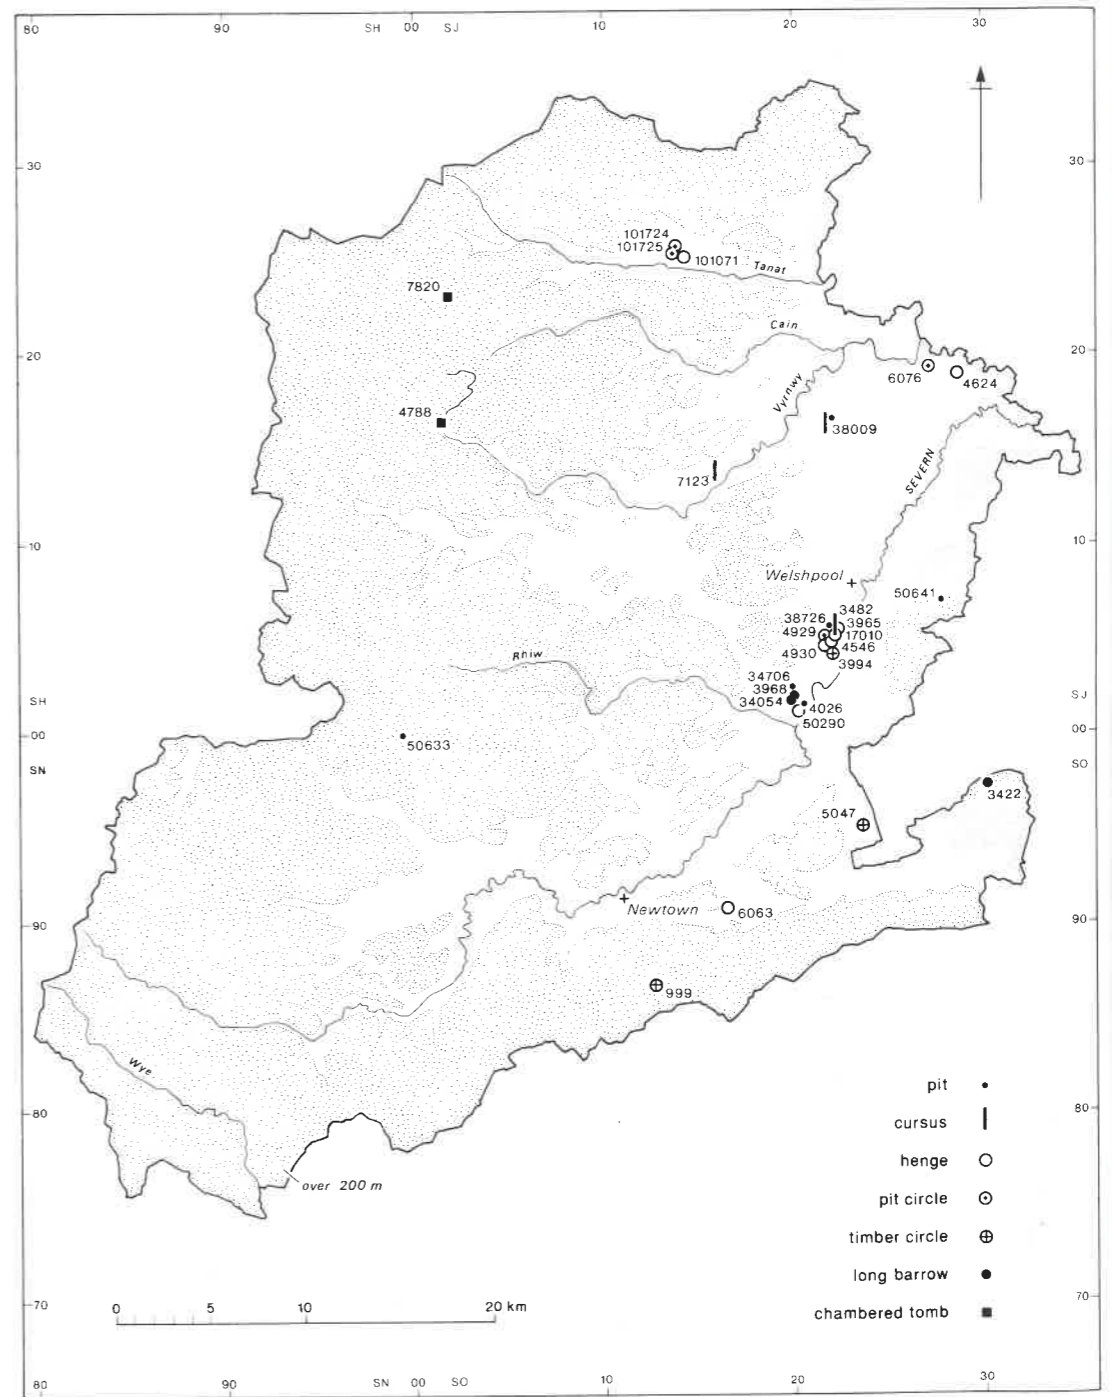 80 90 SH 00 SJ 10 20 30
30 30
101724
101725
101071
Tanat
7820
Cain
20 20
6076
4624
Vyrnwy
4788
38009
SEVERN
7123
10 10
Welshpool
50641
3482
38726
3965
4929
17010
4546
4930
3994
Rhiw
34706
3968
34054
4026
50290
SH SJ
00 00
SN SO
50633
3422
5047
Newtown
6063
90 90
999
Wye
pit
80 80
cursus
henge
over 200 m
pit circle
timber circle
long barrow
70 70
0 5 10 20 km
chambered tomb
80 90 SN 00 SO 10 20 30